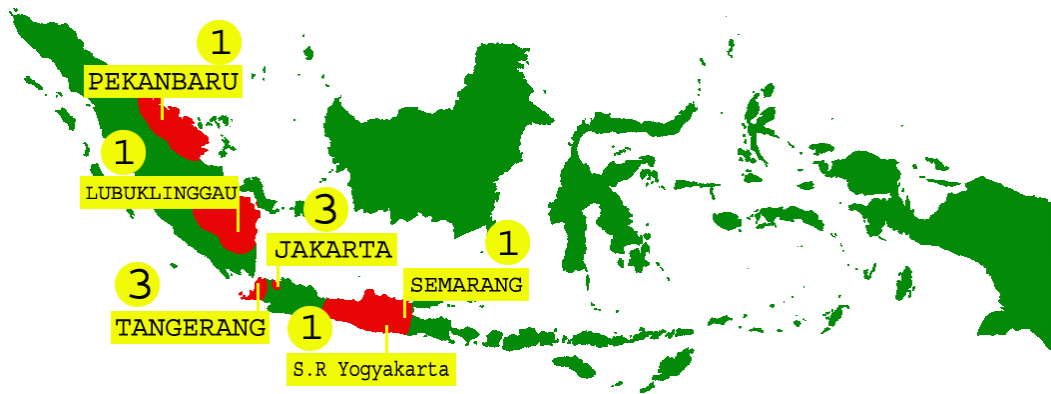 1
PEKANBARU
1
LUBUKLINGGAU
3
JAKARTA
1
SEMARANG
3
TANGERANG
1
S.R Yogyakarta